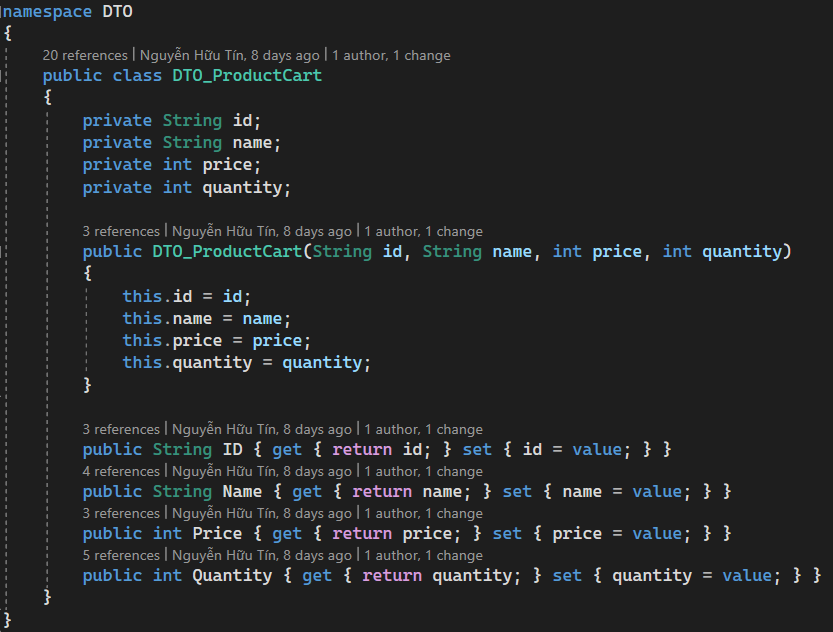 namespace DTO
{
20 references | Nguyễn Hữu Tín, 8 days ago | 1 author, 1 change
public class DTO_ProductCart
{
private String id;
private String name;
private int price;
private int quantity;
3 references | Nguyễn Hữu Tín, 8 days ago | 1 author, 1 change
public DTO_ProductCart(String id, String name, int price, int quantity)
{
this.id = id;
this.name = name;
this.price = price;
this.quantity = quantity;
}
3 references | Nguyễn Hữu Tín, 8 days ago | 1 author, 1 change
public String ID { get { return id; } set { id = value; } }
4 references | Nguyễn Hữu Tín, 8 days ago | 1 author, 1 change
public String Name { get { return name; } set { name = value; } }
3 references | Nguyễn Hữu Tín, 8 days ago | 1 author, 1 change
public int Price { get { return price; } set { price = value; } }
5 references | Nguyễn Hữu Tín, 8 days ago | 1 author, 1 change
public int Quantity { get { return quantity; } set { quantity = value; } }
}
}